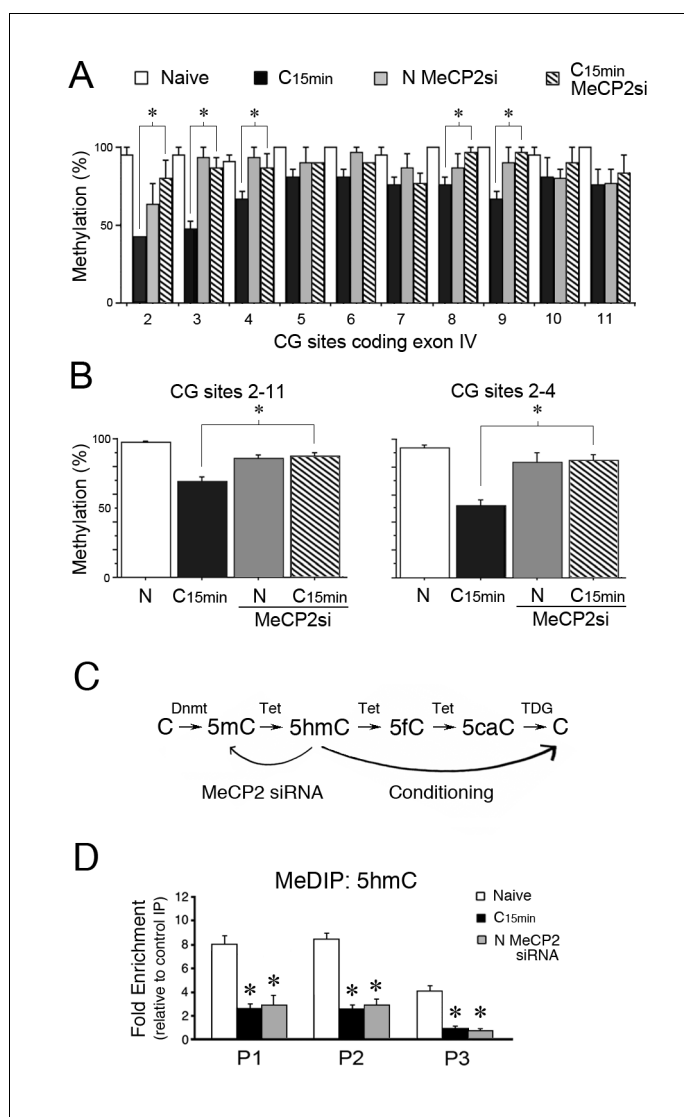 A
Naive
C15min
N MeCP2si
C15min
MeCP2si
* * * * *
Methylation (%)
100
50
0
2 3 4 5 6 7 8 9 10 11
CG sites coding exon IV
B
CG sites 2-11
*
Methylation (%)
100
50
0
N C15min N C15min
MeCP2si
CG sites 2-4
*
N C15min N C15min
MeCP2si
C
Dnmt Tet Tet Tet TDG
C → 5mC → 5hmC → 5fC → 5caC → C
MeCP2 siRNA Conditioning
D
MeDIP: 5hmC
Naive
C15min
N MeCP2
siRNA
Fold Enrichment
(relative to control IP)
12
10
8
6
4
2
0
* * * * * *
P1 P2 P3